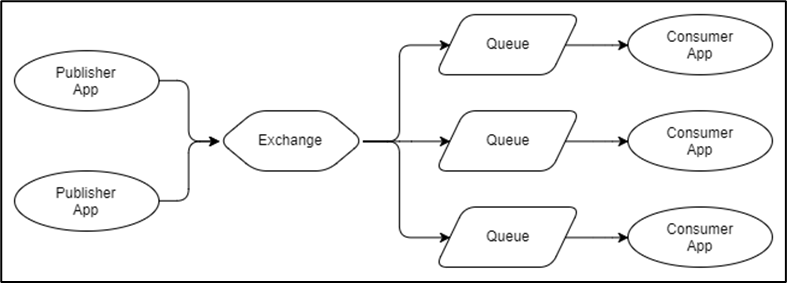 Publisher
App
Publisher
App
Exchange
Queue
Consumer
App
Queue
Consumer
App
Queue
Consumer
App